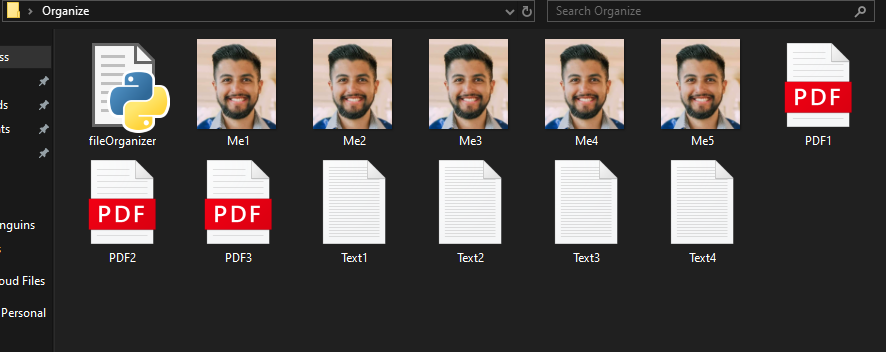 Organize
Search Organize
ss
ds
nts
fileOrganizer
Me1
Me2
Me3
Me4
Me5
PDF
PDF1
PDF
PDF
PDF2
PDF3
Text1
Text2
Text3
Text4
nguins
s
oud Files
Personal